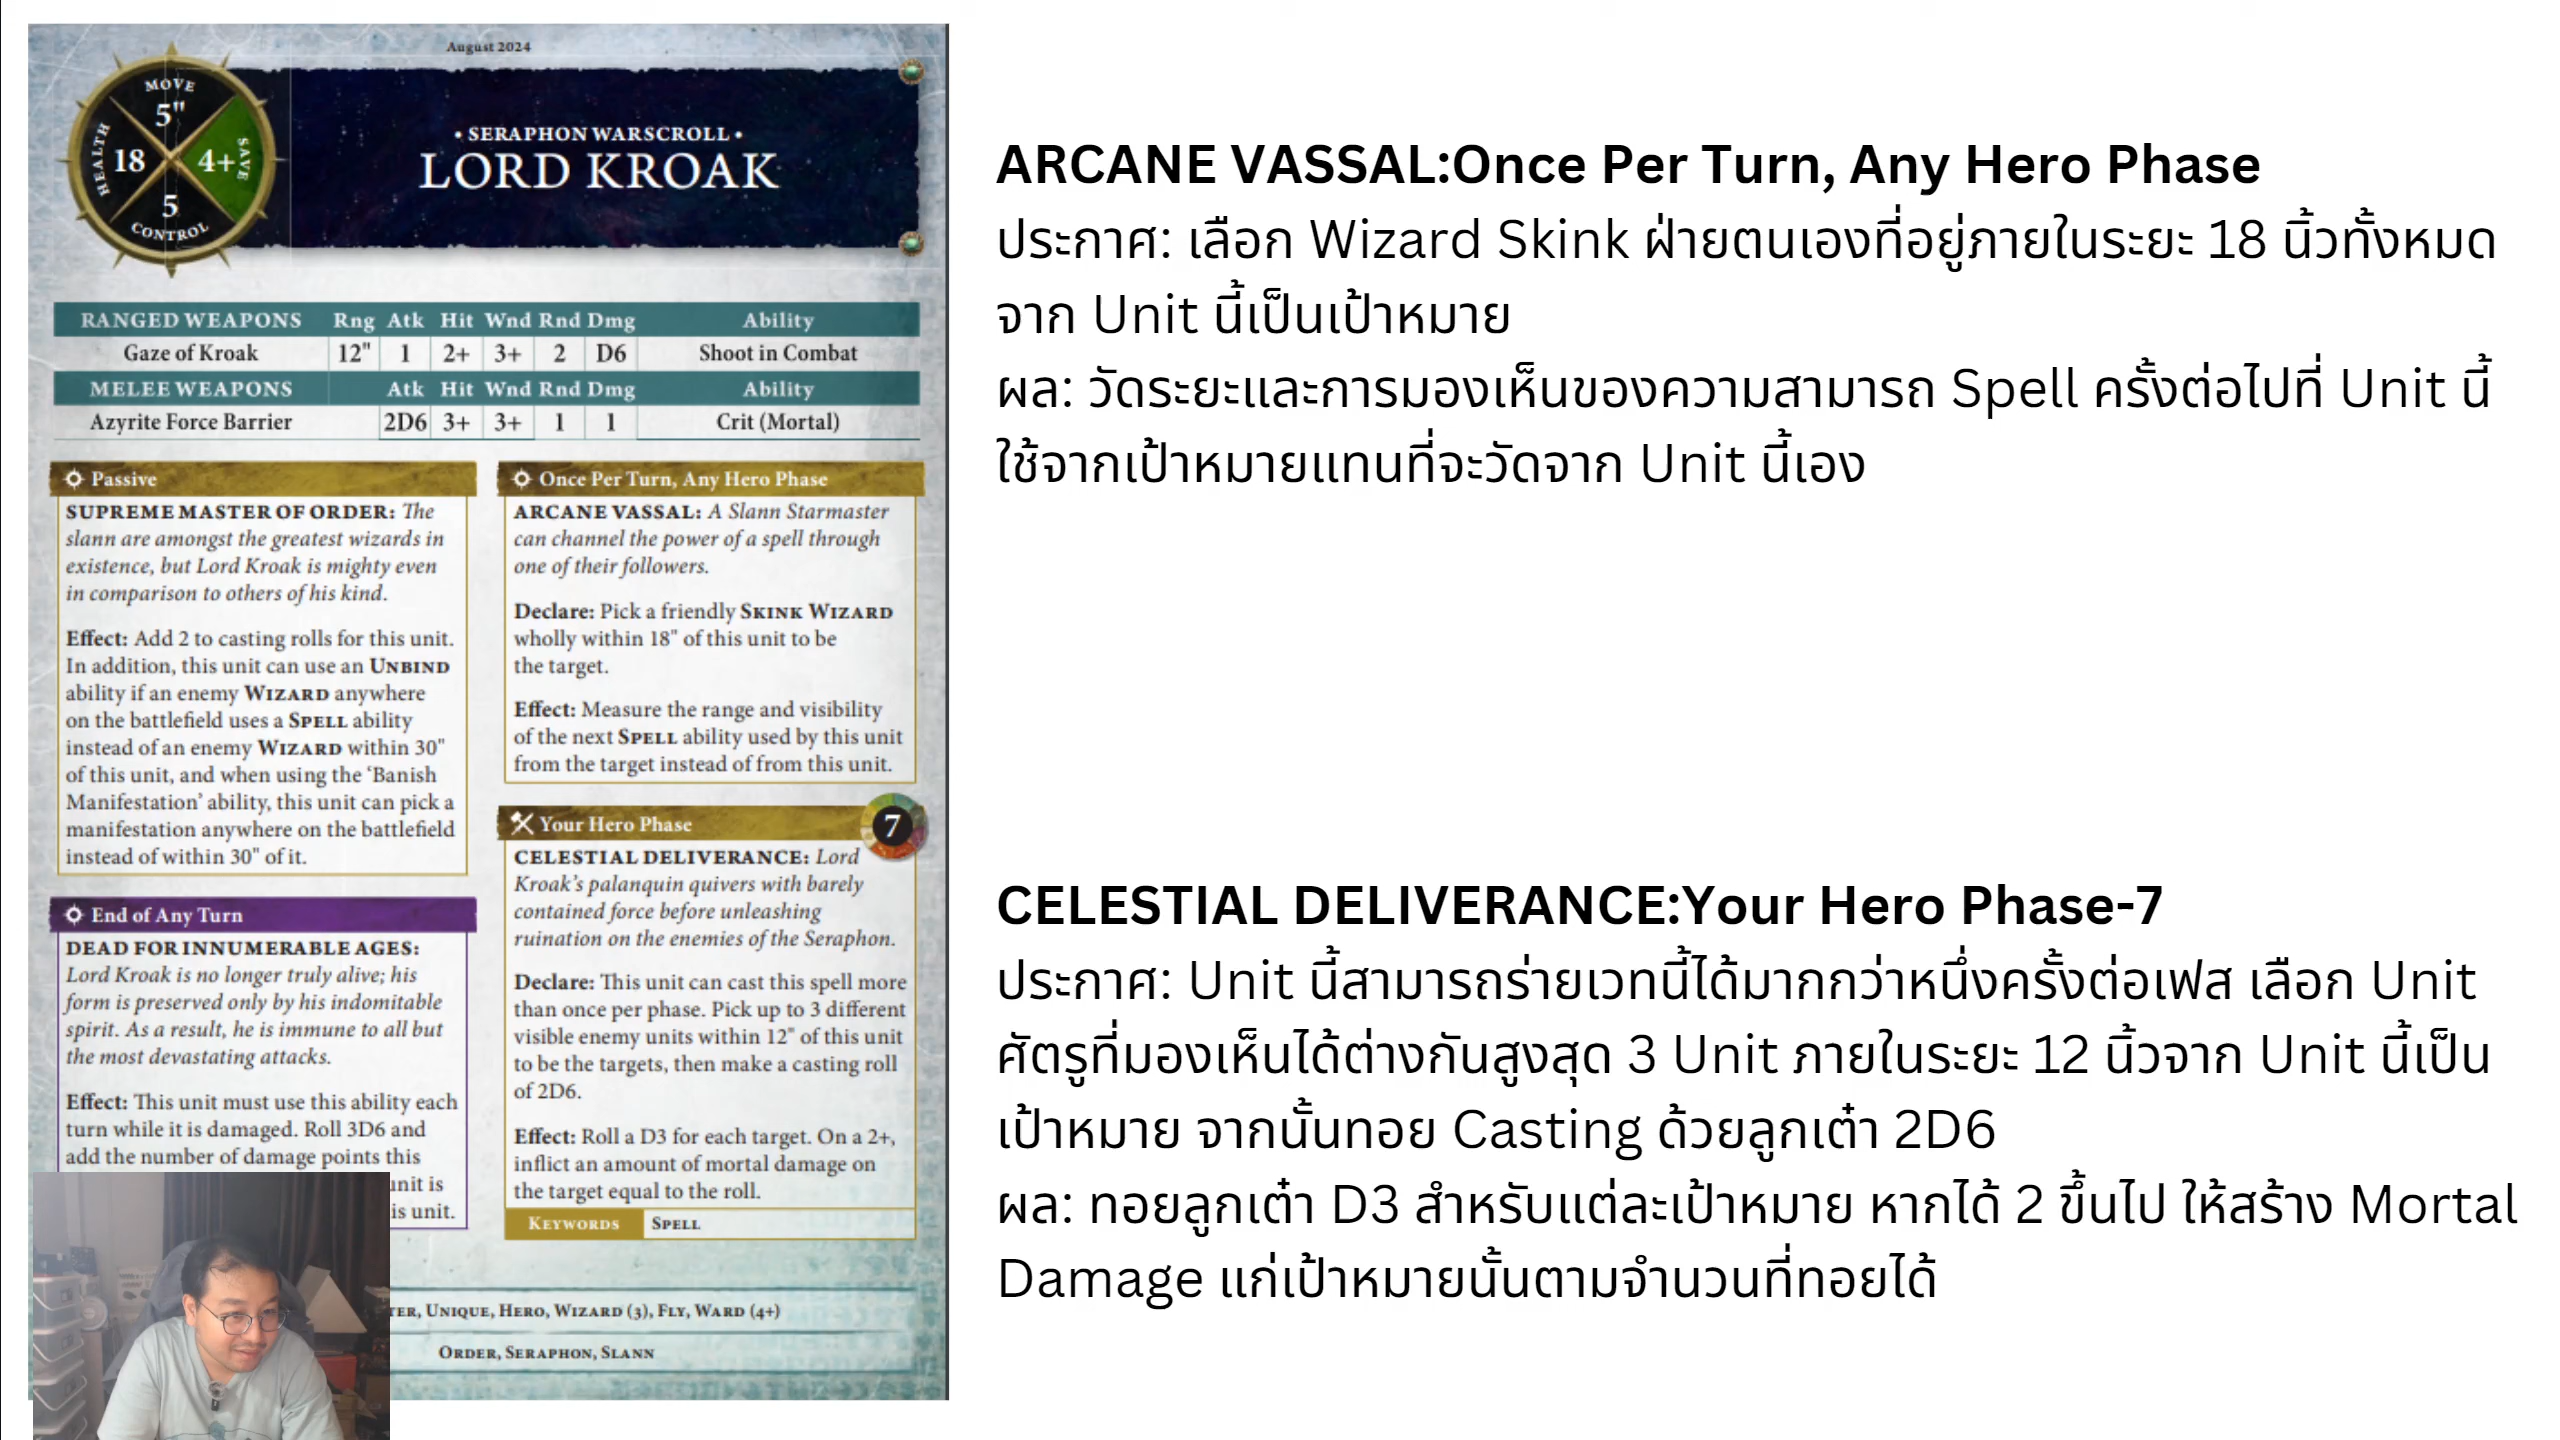 August 2024
MOVE
5"
HEALTH
18
4+
SAVE
5
CONTROL
• SERAPHON WARSCROLL •
LORD KROAK
RANGED WEAPONS Rng Atk Hit Wnd Rnd Dmg Ability
Gaze of Kroak 12" 1 2+ 3+ 2 D6 Shoot in Combat
MELEE WEAPONS Atk Hit Wnd Rnd Dmg Ability
Azyrite Force Barrier 2D6 3+ 3+ 1 1 Crit (Mortal)
Passive
SUPREME MASTER OF ORDER: The
slann are amongst the greatest wizards in
existence, but Lord Kroak is mighty even
in comparison to others of his kind.
Effect: Add 2 to casting rolls for this unit.
In addition, this unit can use an UNBIND
ability if an enemy WIZARD anywhere
on the battlefield uses a SPELL ability
instead of an enemy WIZARD within 30"
of this unit, and when using the ‘Banish
Manifestation’ ability, this unit can pick a
manifestation anywhere on the battlefield
instead of within 30" of it.
End of Any Turn
DEAD FOR INNUMERABLE AGES:
Lord Kroak is no longer truly alive; his
form is preserved only by his indomitable
spirit. As a result, he is immune to all but
the most devastating attacks.
Effect: This unit must use this ability each
turn while it is damaged. Roll 3D6 and
add the number of damage points this
unit is
is unit.
Once Per Turn, Any Hero Phase
ARCANE VASSAL: A Slann Starmaster
can channel the power of a spell through
one of their followers.
Declare: Pick a friendly SKINK WIZARD
wholly within 18" of this unit to be
the target.
Effect: Measure the range and visibility
of the next SPELL ability used by this unit
from the target instead of from this unit.
Your Hero Phase
7
CELESTIAL DELIVERANCE: Lord
Kroak’s palanquin quivers with barely
contained force before unleashing
ruination on the enemies of the Seraphon.
Declare: This unit can cast this spell more
than once per phase. Pick up to 3 different
visible enemy units within 12" of this unit
to be the targets, then make a casting roll
of 2D6.
Effect: Roll a D3 for each target. On a 2+,
inflict an amount of mortal damage on
the target equal to the roll.
KEYWORDS SPELL
TER, UNIQUE, HERO, WIZARD (3), FLY, WARD (4+)
ORDER, SERAPHON, SLANN
ARCANE VASSAL:Once Per Turn, Any Hero Phase
ประกาศ: เลือก Wizard Skink ฝ่ายตนเองที่อยู่ภายในระยะ 18 นิ้วทั้งหมด
จาก Unit นี้เป็นเป้าหมาย
ผล: วัดระยะและการมองเห็นของความสามารถ Spell ครั้งต่อไปที่ Unit นี้
ใช้จากเป้าหมายแทนที่จะวัดจาก Unit นี้เอง
CELESTIAL DELIVERANCE:Your Hero Phase-7
ประกาศ: Unit นี้สามารถร่ายเวทนี้ได้มากกว่าหนึ่งครั้งต่อเฟส เลือก Unit
ศัตรูที่มองเห็นได้ต่างกันสูงสุด 3 Unit ภายในระยะ 12 นิ้วจาก Unit นี้เป็น
เป้าหมาย จากนั้นทอย Casting ด้วยลูกเต๋า 2D6
ผล: ทอยลูกเต๋า D3 สำหรับแต่ละเป้าหมาย หากได้ 2 ขึ้นไป ให้สร้าง Mortal
Damage แก่เป้าหมายนั้นตามจำนวนที่ทอยได้